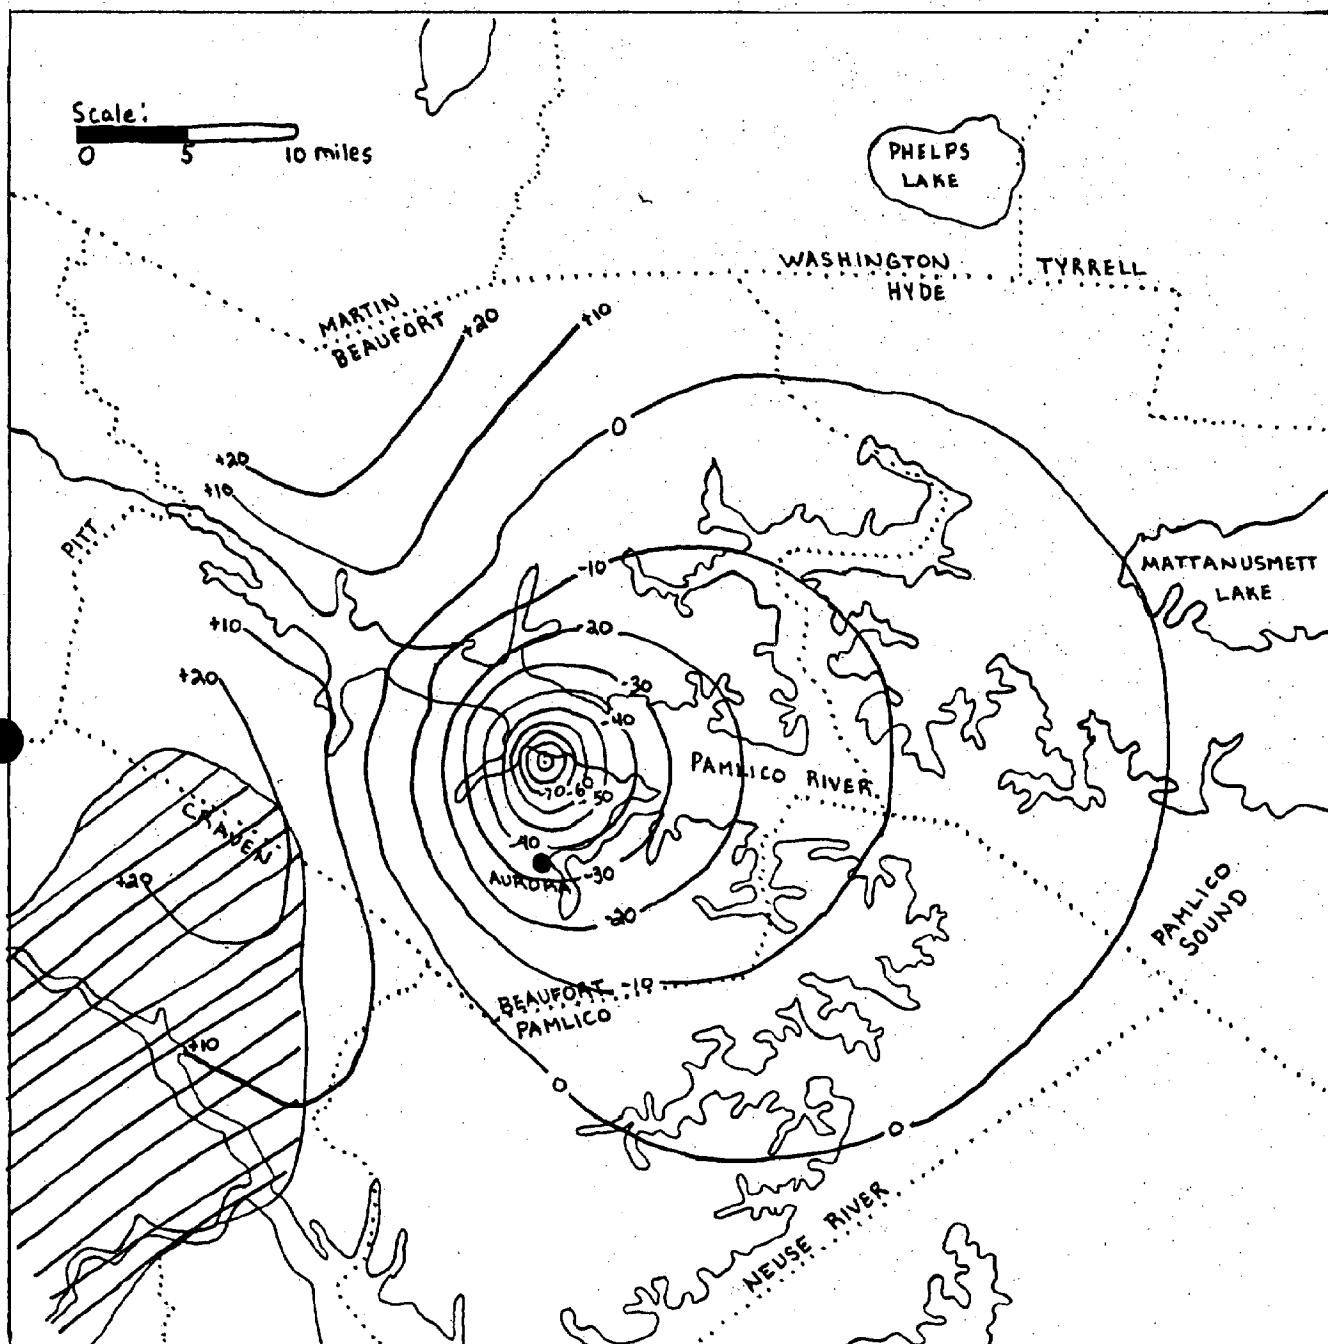 Scale:
0 5 10 miles
PHELPS
LAKE
WASHINGTON
TYRRELL
HYDE
MARTIN
BEAUFORT
+20
+10
0
+20
+10
PITT
MATTANUSMETT
LAKE
-10
+10
20
+20
-30
-40
PAMLICO RIVER
-70
-60
-50
CRAVEN
-40
AURORA
-30
+20
-20
PAMLICO
SOUND
BEAUFORT
-10
PAMLICO
+10
0
0
NEUSE RIVER